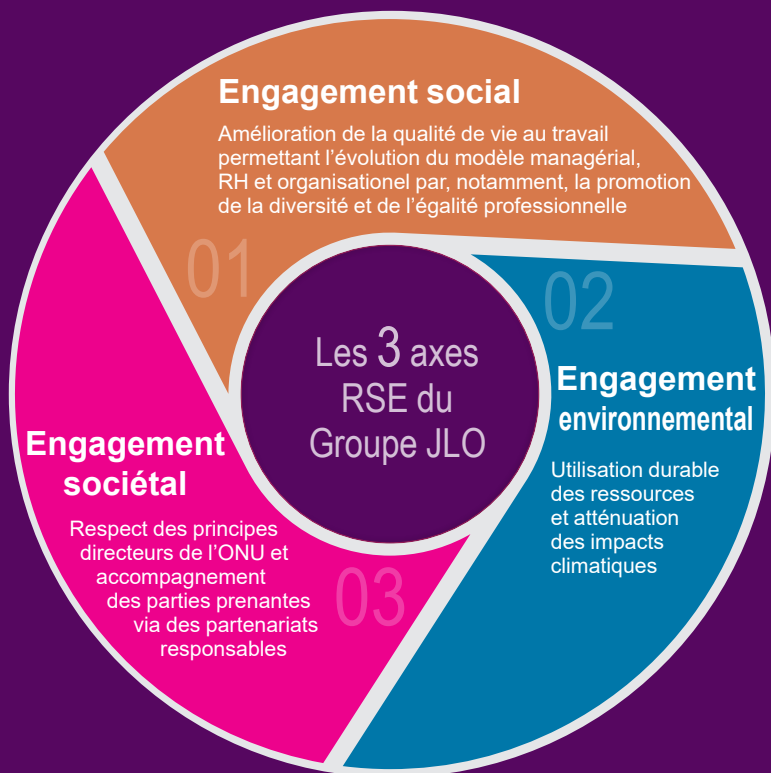 Engagement social
Amélioration de la qualité de vie au travail
permettant l’évolution du modèle managérial,
RH et organisationel par, notamment, la promotion
de la diversité et de l’égalité professionnelle
01
02
Engagement
environnemental
Utilisation durable
des ressources
et atténuation
des impacts
climatiques
Les 3 axes
RSE du
Groupe JLO
Engagement
sociétal
Respect des principes
directeurs de l’ONU et
accompagnement
des parties prenantes
via des partenariats
responsables
03